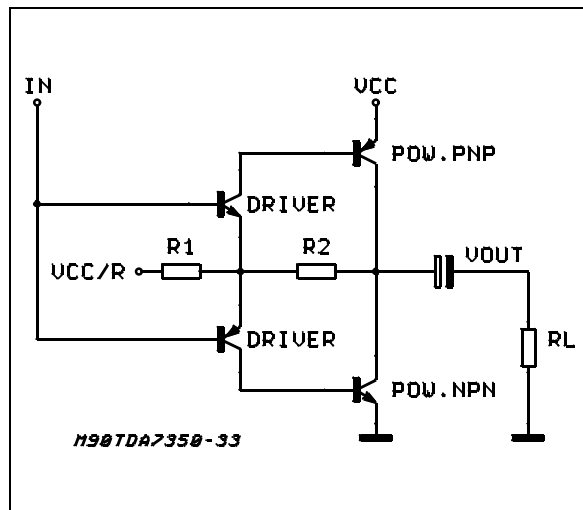 IN
VCC
POW.PNP
DRIVER
R1
R2
VCC/R
VOUT
DRIVER
RL
POW.NPN
M90TDA7350-33